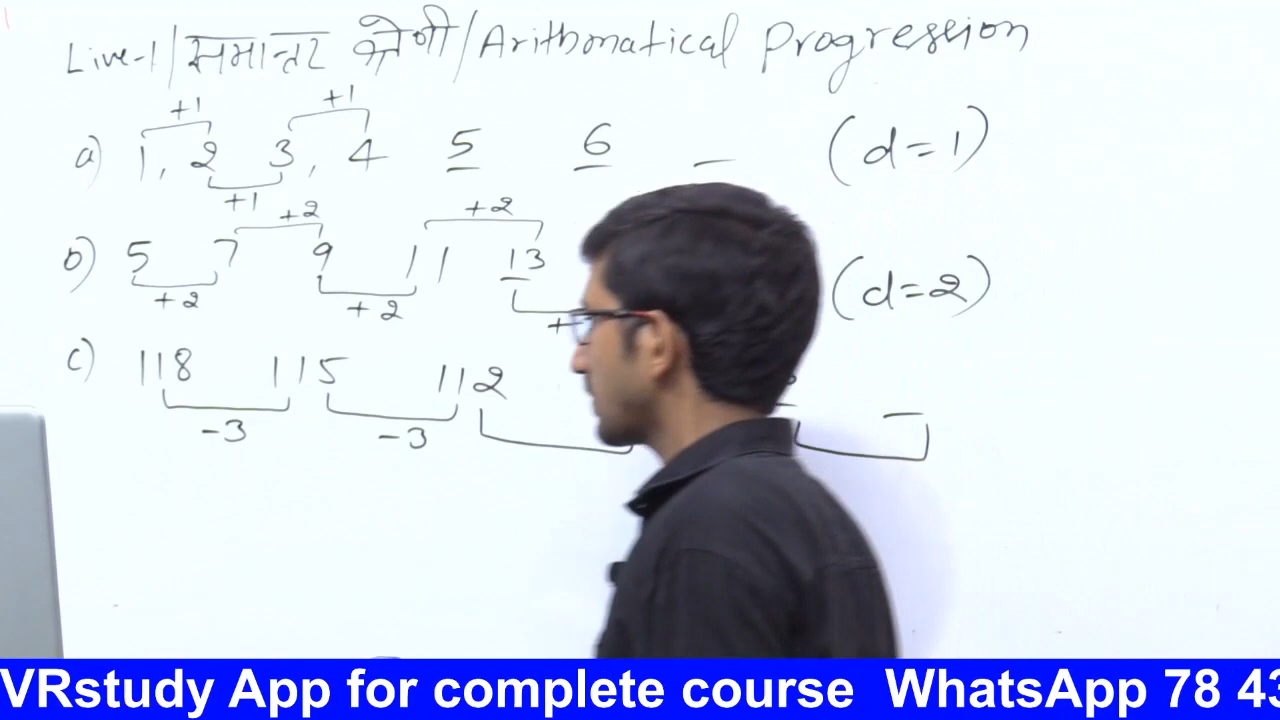 Live-1/समान्तर श्रेणी/Arithmatical Progression
+1 +1
a) 1, 2 3, 4 5 6 _ (d=1)
+1 +2 +2
b) 5 7 9 11 13 (d=2)
+2 +2 +
c) 118 115 112
-3 -3
VRstudy App for complete course WhatsApp 78 43